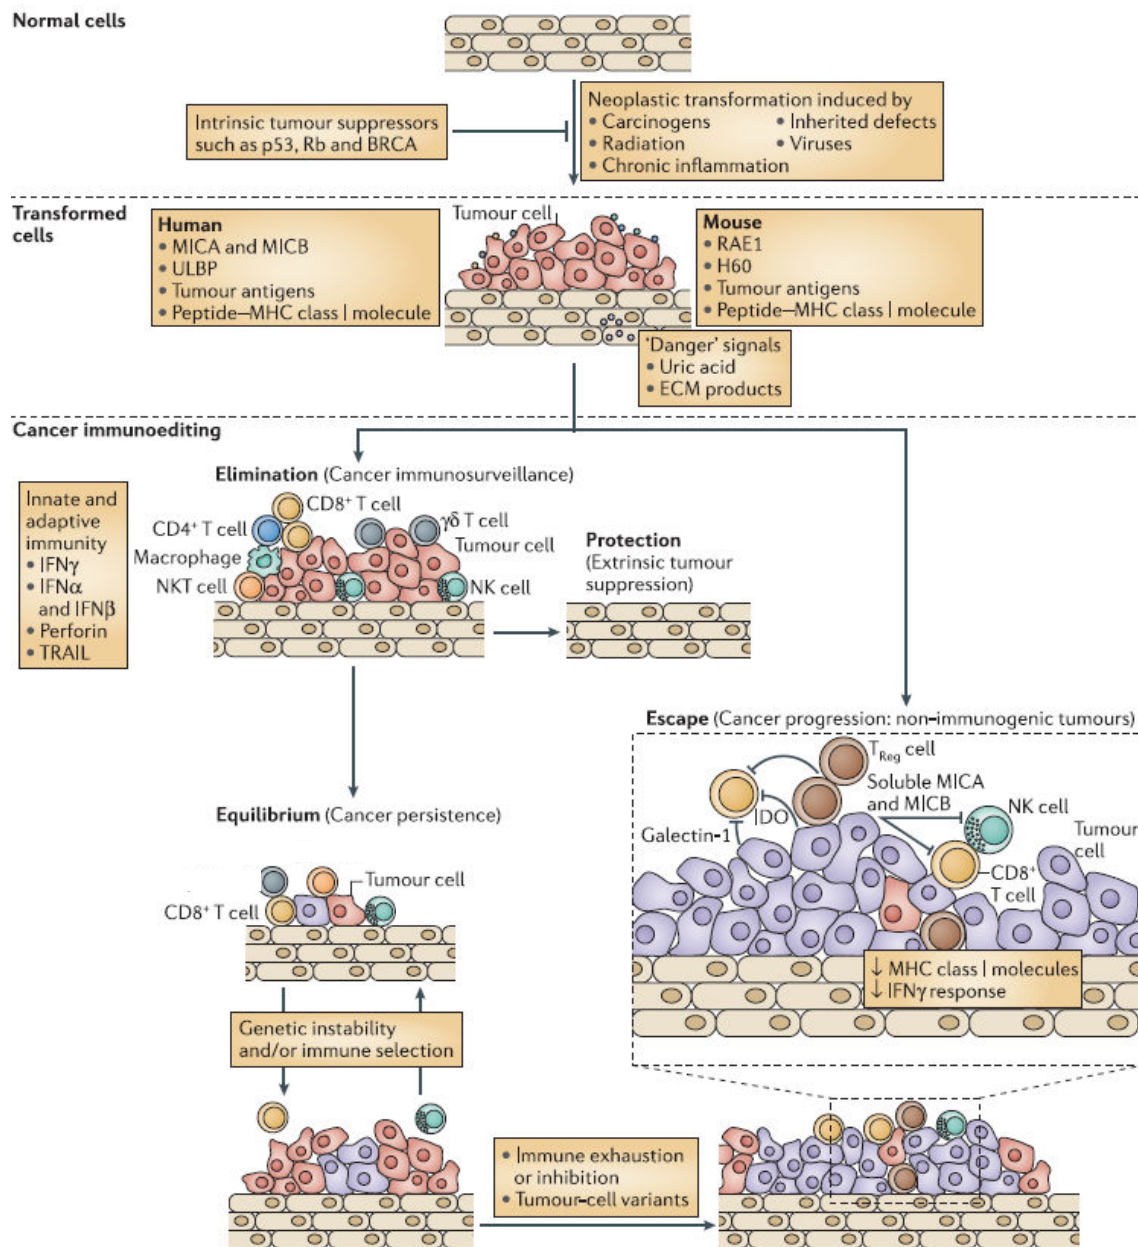 Normal cells
Intrinsic tumour suppressors
such as p53, Rb and BRCA
Neoplastic transformation induced by
• Carcinogens
• Inherited defects
• Radiation
• Viruses
• Chronic inflammation
Transformed
cells
Human
• MICA and MICB
• ULBP
• Tumour antigens
• Peptide–MHC class I molecule
Tumour cell
Mouse
• RAE1
• H60
• Tumour antigens
• Peptide–MHC class I molecule
'Danger' signals
• Uric acid
• ECM products
Cancer immunoediting
Elimination (Cancer immunosurveillance)
Innate and
adaptive
immunity
• IFNγ
• IFNα
and IFNβ
• Perforin
• TRAIL
CD8⁺ T cell
CD4⁺ T cell
γδ T cell
Macrophage
Tumour cell
NKT cell
NK cell
Protection
(Extrinsic tumour
suppression)
Escape (Cancer progression: non-immunogenic tumours)
T_Reg cell
Soluble MICA
and MICB
NK cell
IDO
Galectin-1
Tumour
cell
CD8⁺
T cell
↓ MHC class I molecules
↓ IFNγ response
Equilibrium (Cancer persistence)
Tumour cell
CD8⁺ T cell
Genetic instability
and/or immune selection
• Immune exhaustion
or inhibition
• Tumour-cell variants